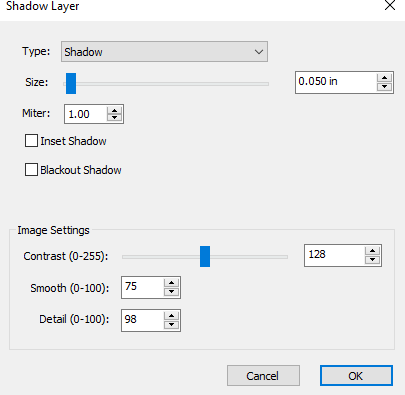 Shadow Layer
Type: Shadow
Size: 0.050 in
Miter: 1.00
Inset Shadow
Blackout Shadow
Image Settings
Contrast (0-255): 128
Smooth (0-100): 75
Detail (0-100): 98
Cancel OK